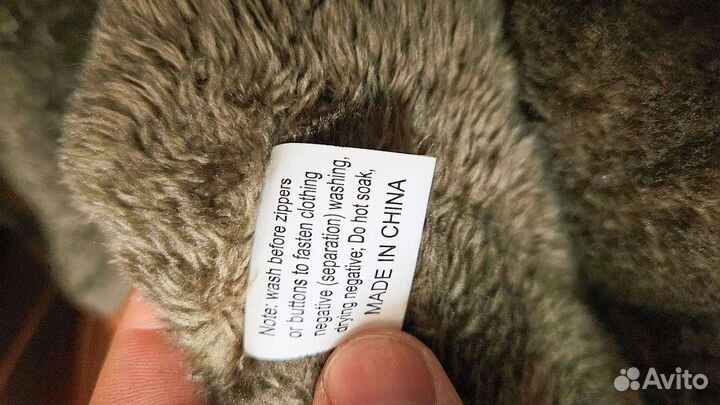 Note: wash before zippers
or buttons to fasten clothing
negative (separation) washing,
drying negative; Do hot soak,
MADE IN CHINA
Avito